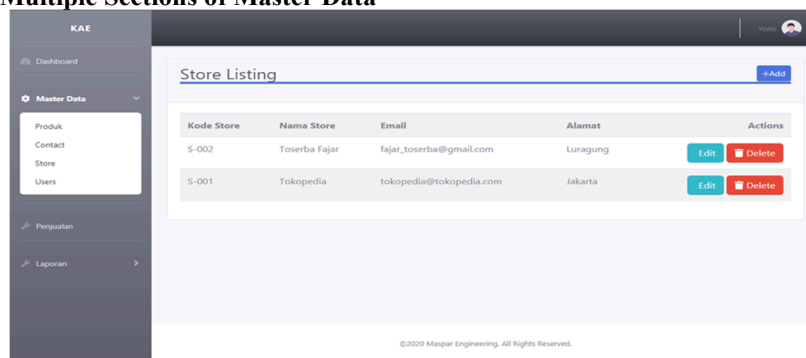 Multiple Sections of Master Data
KAE
Yono
Dashboard
Master Data
Produk
Contact
Store
Users
Penjualan
Laporan
Store Listing
+Add
Kode Store Nama Store Email Alamat Actions
S-002 Toserba Fajar fajar_toserba@gmail.com Luragung Edit Delete
S-001 Tokopedia tokopedia@tokopedia.com Jakarta Edit Delete
©2020 Maspar Engineering. All Rights Reserved.